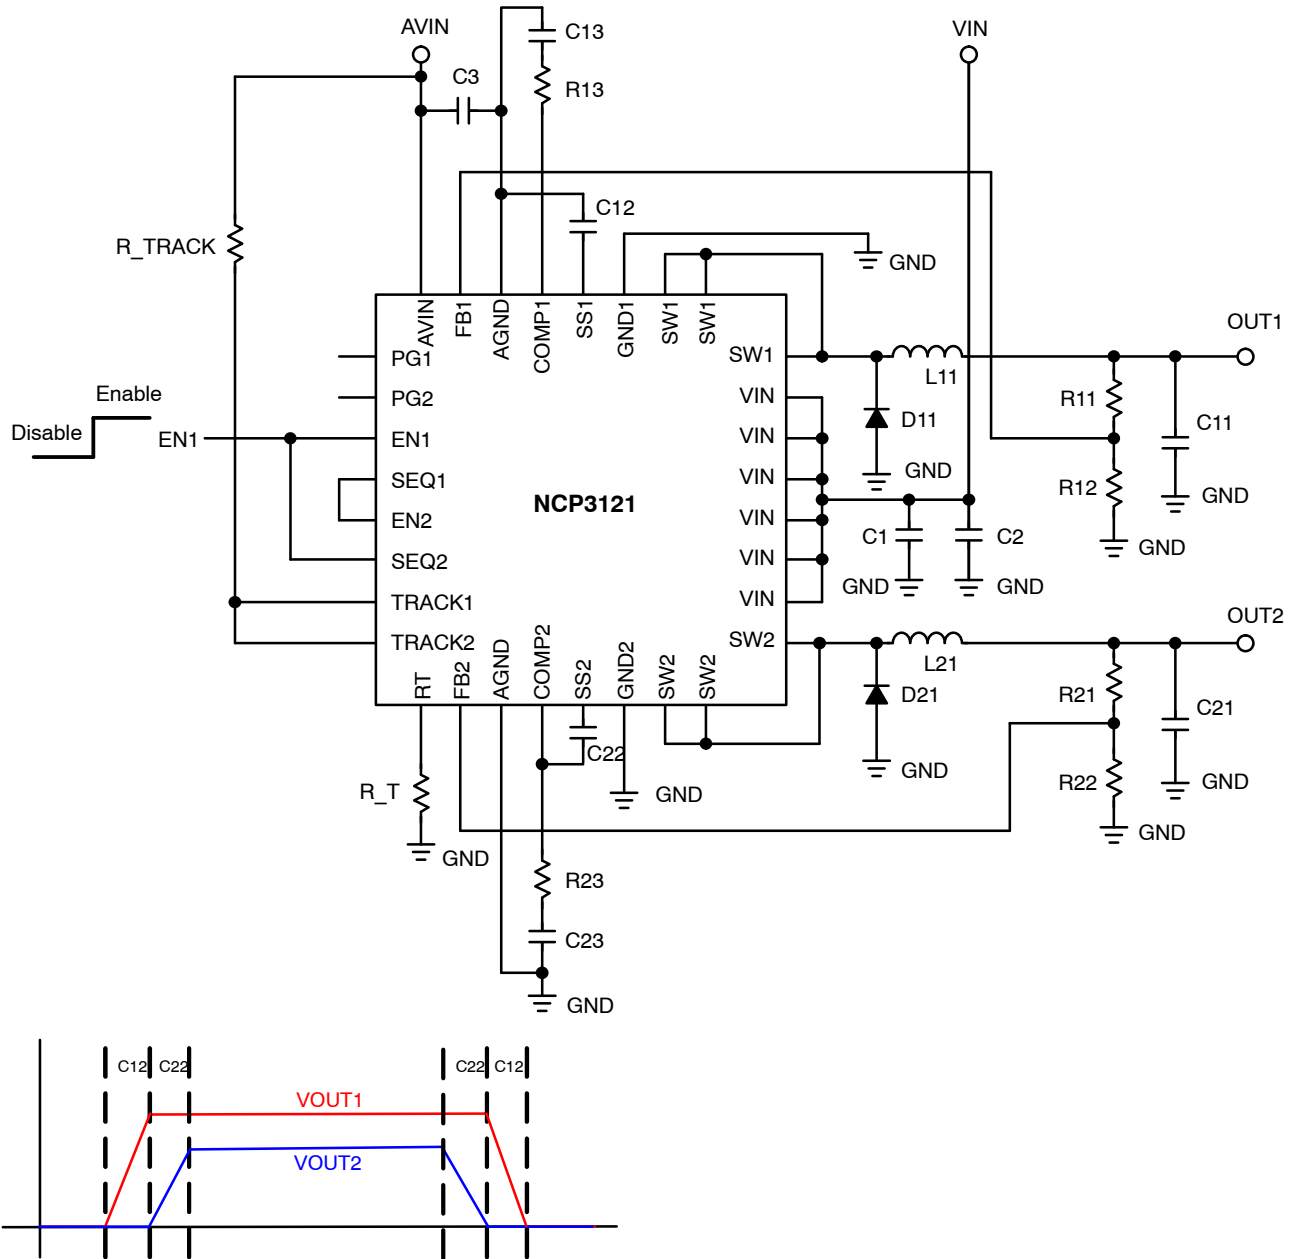 AVIN
VIN
C13
C3
R13
R_TRACK
C12
GND
AVIN
FB1
AGND
COMP1
SS1
GND1
SW1
SW1
OUT1
PG1
SW1
L11
Enable
PG2
VIN
R11
D11
C11
Disable
EN1
EN1
VIN
GND
SEQ1
VIN
R12
GND
NCP3121
EN2
VIN
C1
C2
GND
SEQ2
VIN
GND
GND
TRACK1
VIN
OUT2
TRACK2
SW2
L21
RT
FB2
AGND
COMP2
SS2
GND2
SW2
SW2
D21
R21
C21
C22
GND
R22
GND
R_T
GND
GND
GND
R23
C23
GND
C12
C22
C22
C12
VOUT1
VOUT2